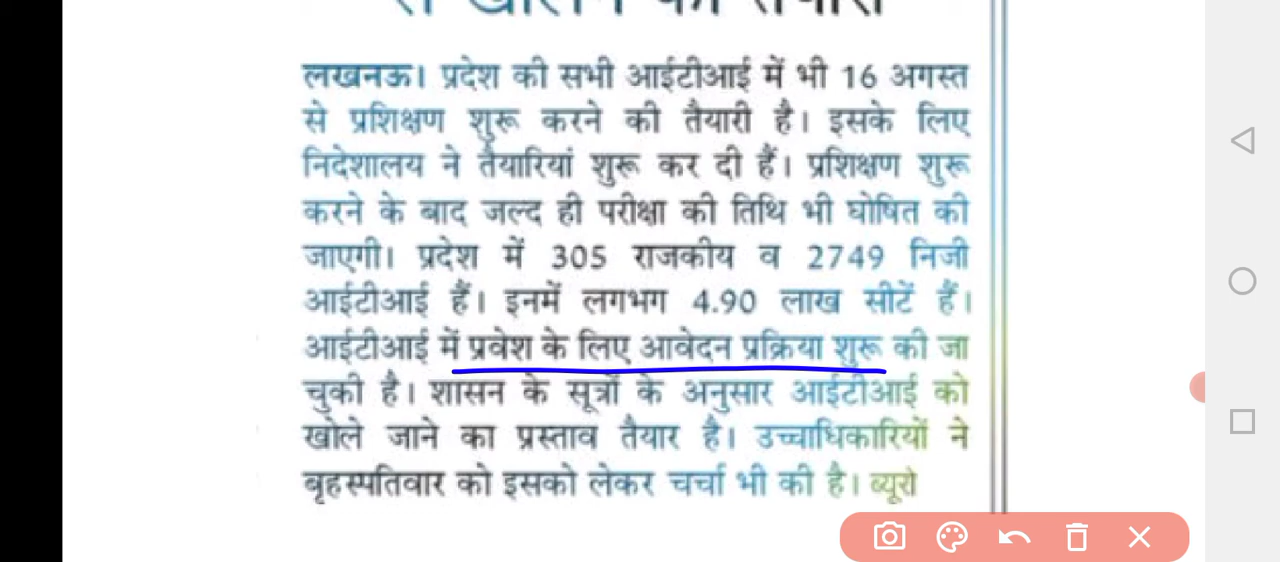 लखनऊ। प्रदेश की सभी आईटीआई में भी 16 अगस्त
से प्रशिक्षण शुरू करने की तैयारी है। इसके लिए
निदेशालय ने तैयारियां शुरू कर दी हैं। प्रशिक्षण शुरू
करने के बाद जल्द ही परीक्षा की तिथि भी घोषित की
जाएगी। प्रदेश में 305 राजकीय व 2749 निजी
आईटीआई हैं। इनमें लगभग 4.90 लाख सीटें हैं।
आईटीआई में प्रवेश के लिए आवेदन प्रक्रिया शुरू की जा
चुकी है। शासन के सूत्रों के अनुसार आईटीआई को
खोले जाने का प्रस्ताव तैयार है। उच्चाधिकारियों ने
बृहस्पतिवार को इसको लेकर चर्चा भी की है। ब्यूरो